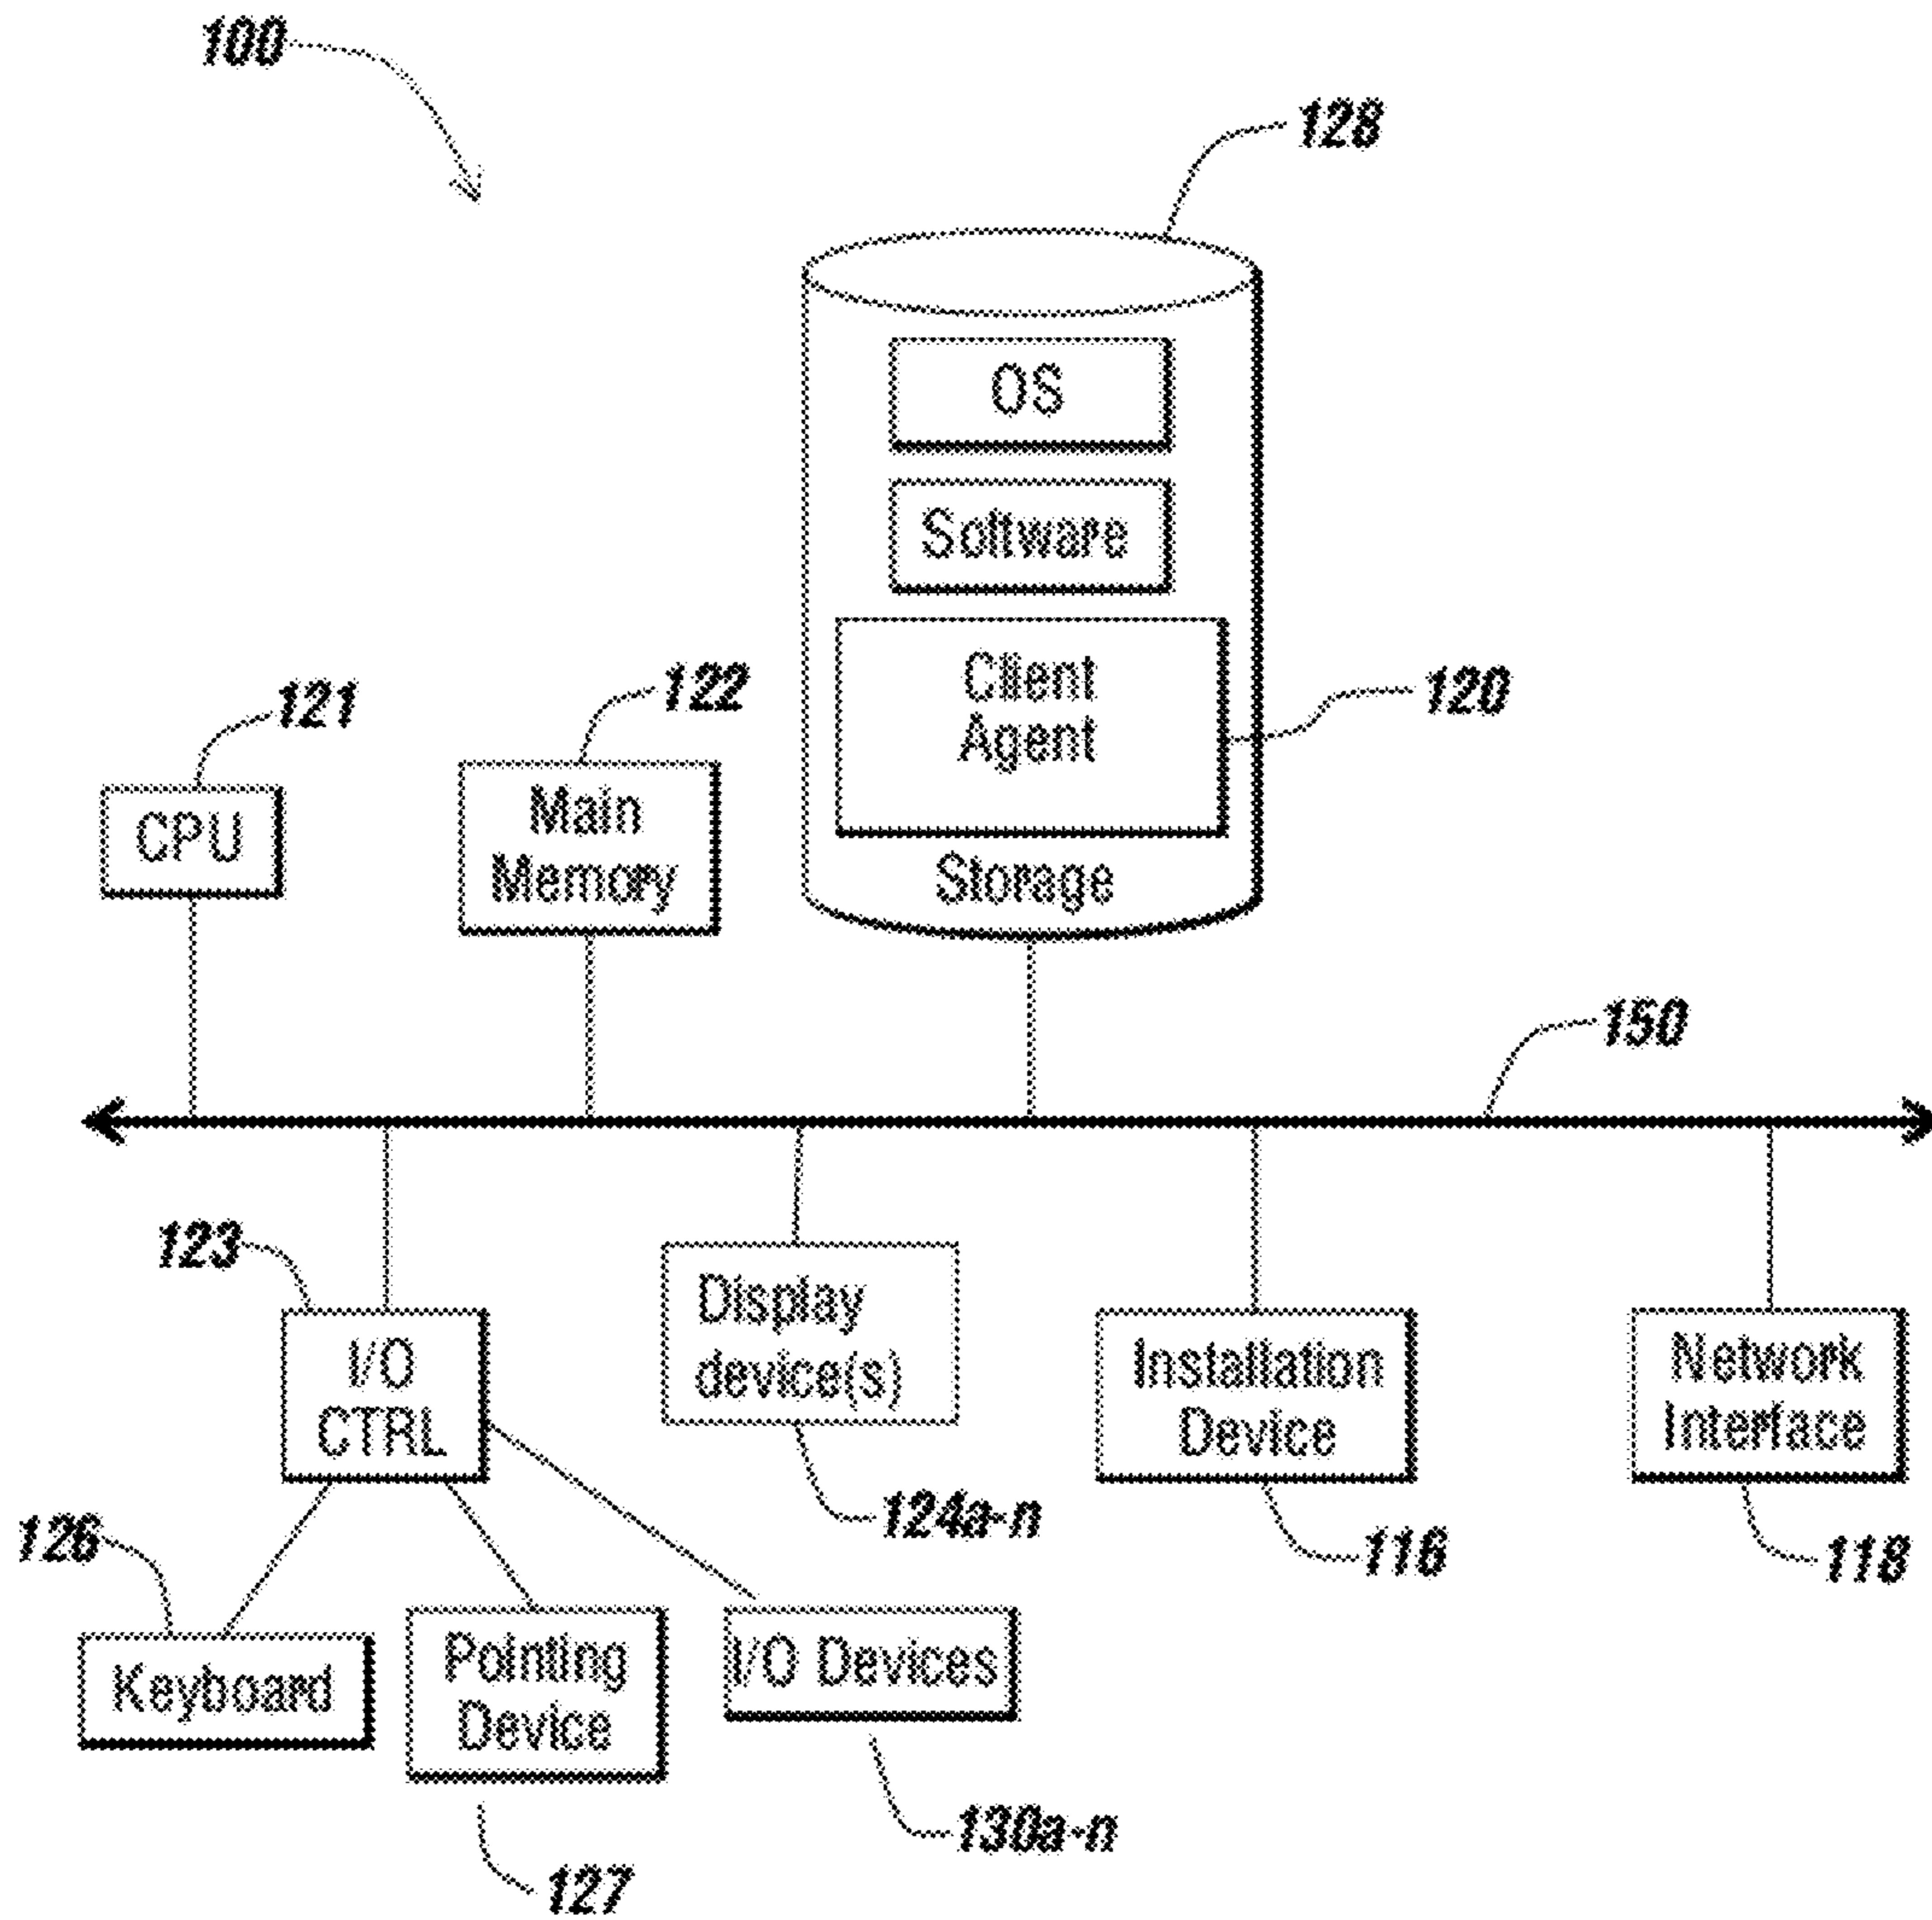 100
128
OS
Software
Client
Agent
120
121
122
CPU
Main
Memory
Storage
150
123
I/O
CTRL
Display
device(s)
Installation
Device
Network
Interface
124a-n
116
118
126
Keyboard
Pointing
Device
I/O Devices
130a-n
127